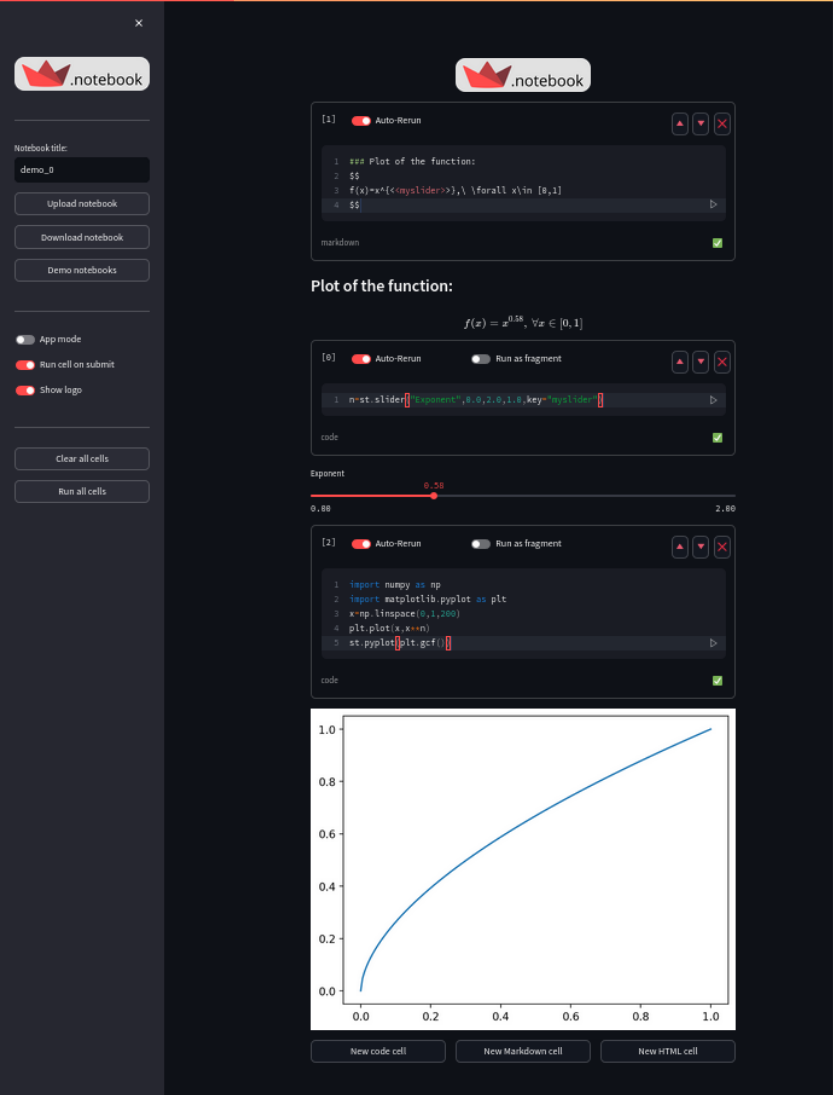 ×
.notebook
Notebook title:
demo_0
Upload notebook
Download notebook
Demo notebooks
App mode
Run cell on submit
Show logo
Clear all cells
Run all cells
.notebook
[1] Auto-Rerun
1 ### Plot of the function:
2 $$
3 f(x)=x^{<<myslider>>},\ \forall x\in [0,1]
4 $$
markdown
Plot of the function:
f(x) = x^0.58, ∀x ∈ [0, 1]
[0] Auto-Rerun Run as fragment
1 n=st.slider("Exponent",0.0,2.0,1.0,key="myslider")
code
Exponent
0.58
0.00 2.00
[2] Auto-Rerun Run as fragment
1 import numpy as np
2 import matplotlib.pyplot as plt
3 x=np.linspace(0,1,200)
4 plt.plot(x,x**n)
5 st.pyplot(plt.gcf())
code
1.0
0.8
0.6
0.4
0.2
0.0
0.0 0.2 0.4 0.6 0.8 1.0
New code cell New Markdown cell New HTML cell